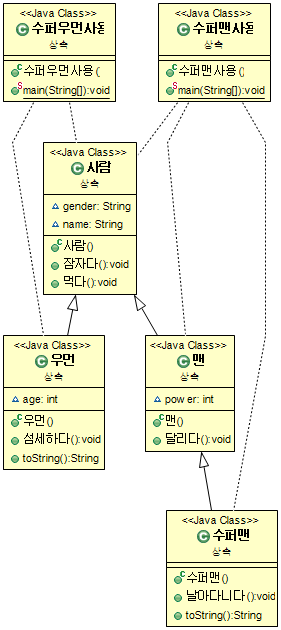 <<Java Class>>
수퍼우먼사용
상속
수퍼우먼사용()
main(String[]):void
<<Java Class>>
수퍼맨사용
상속
수퍼맨사용()
main(String[]):void
<<Java Class>>
사람
상속
gender: String
name: String
사람()
잠자다():void
먹다():void
<<Java Class>>
우먼
상속
age: int
우먼()
섬세하다():void
toString():String
<<Java Class>>
맨
상속
power: int
맨()
달리다():void
<<Java Class>>
수퍼맨
상속
수퍼맨()
날아다니다():void
toString():String